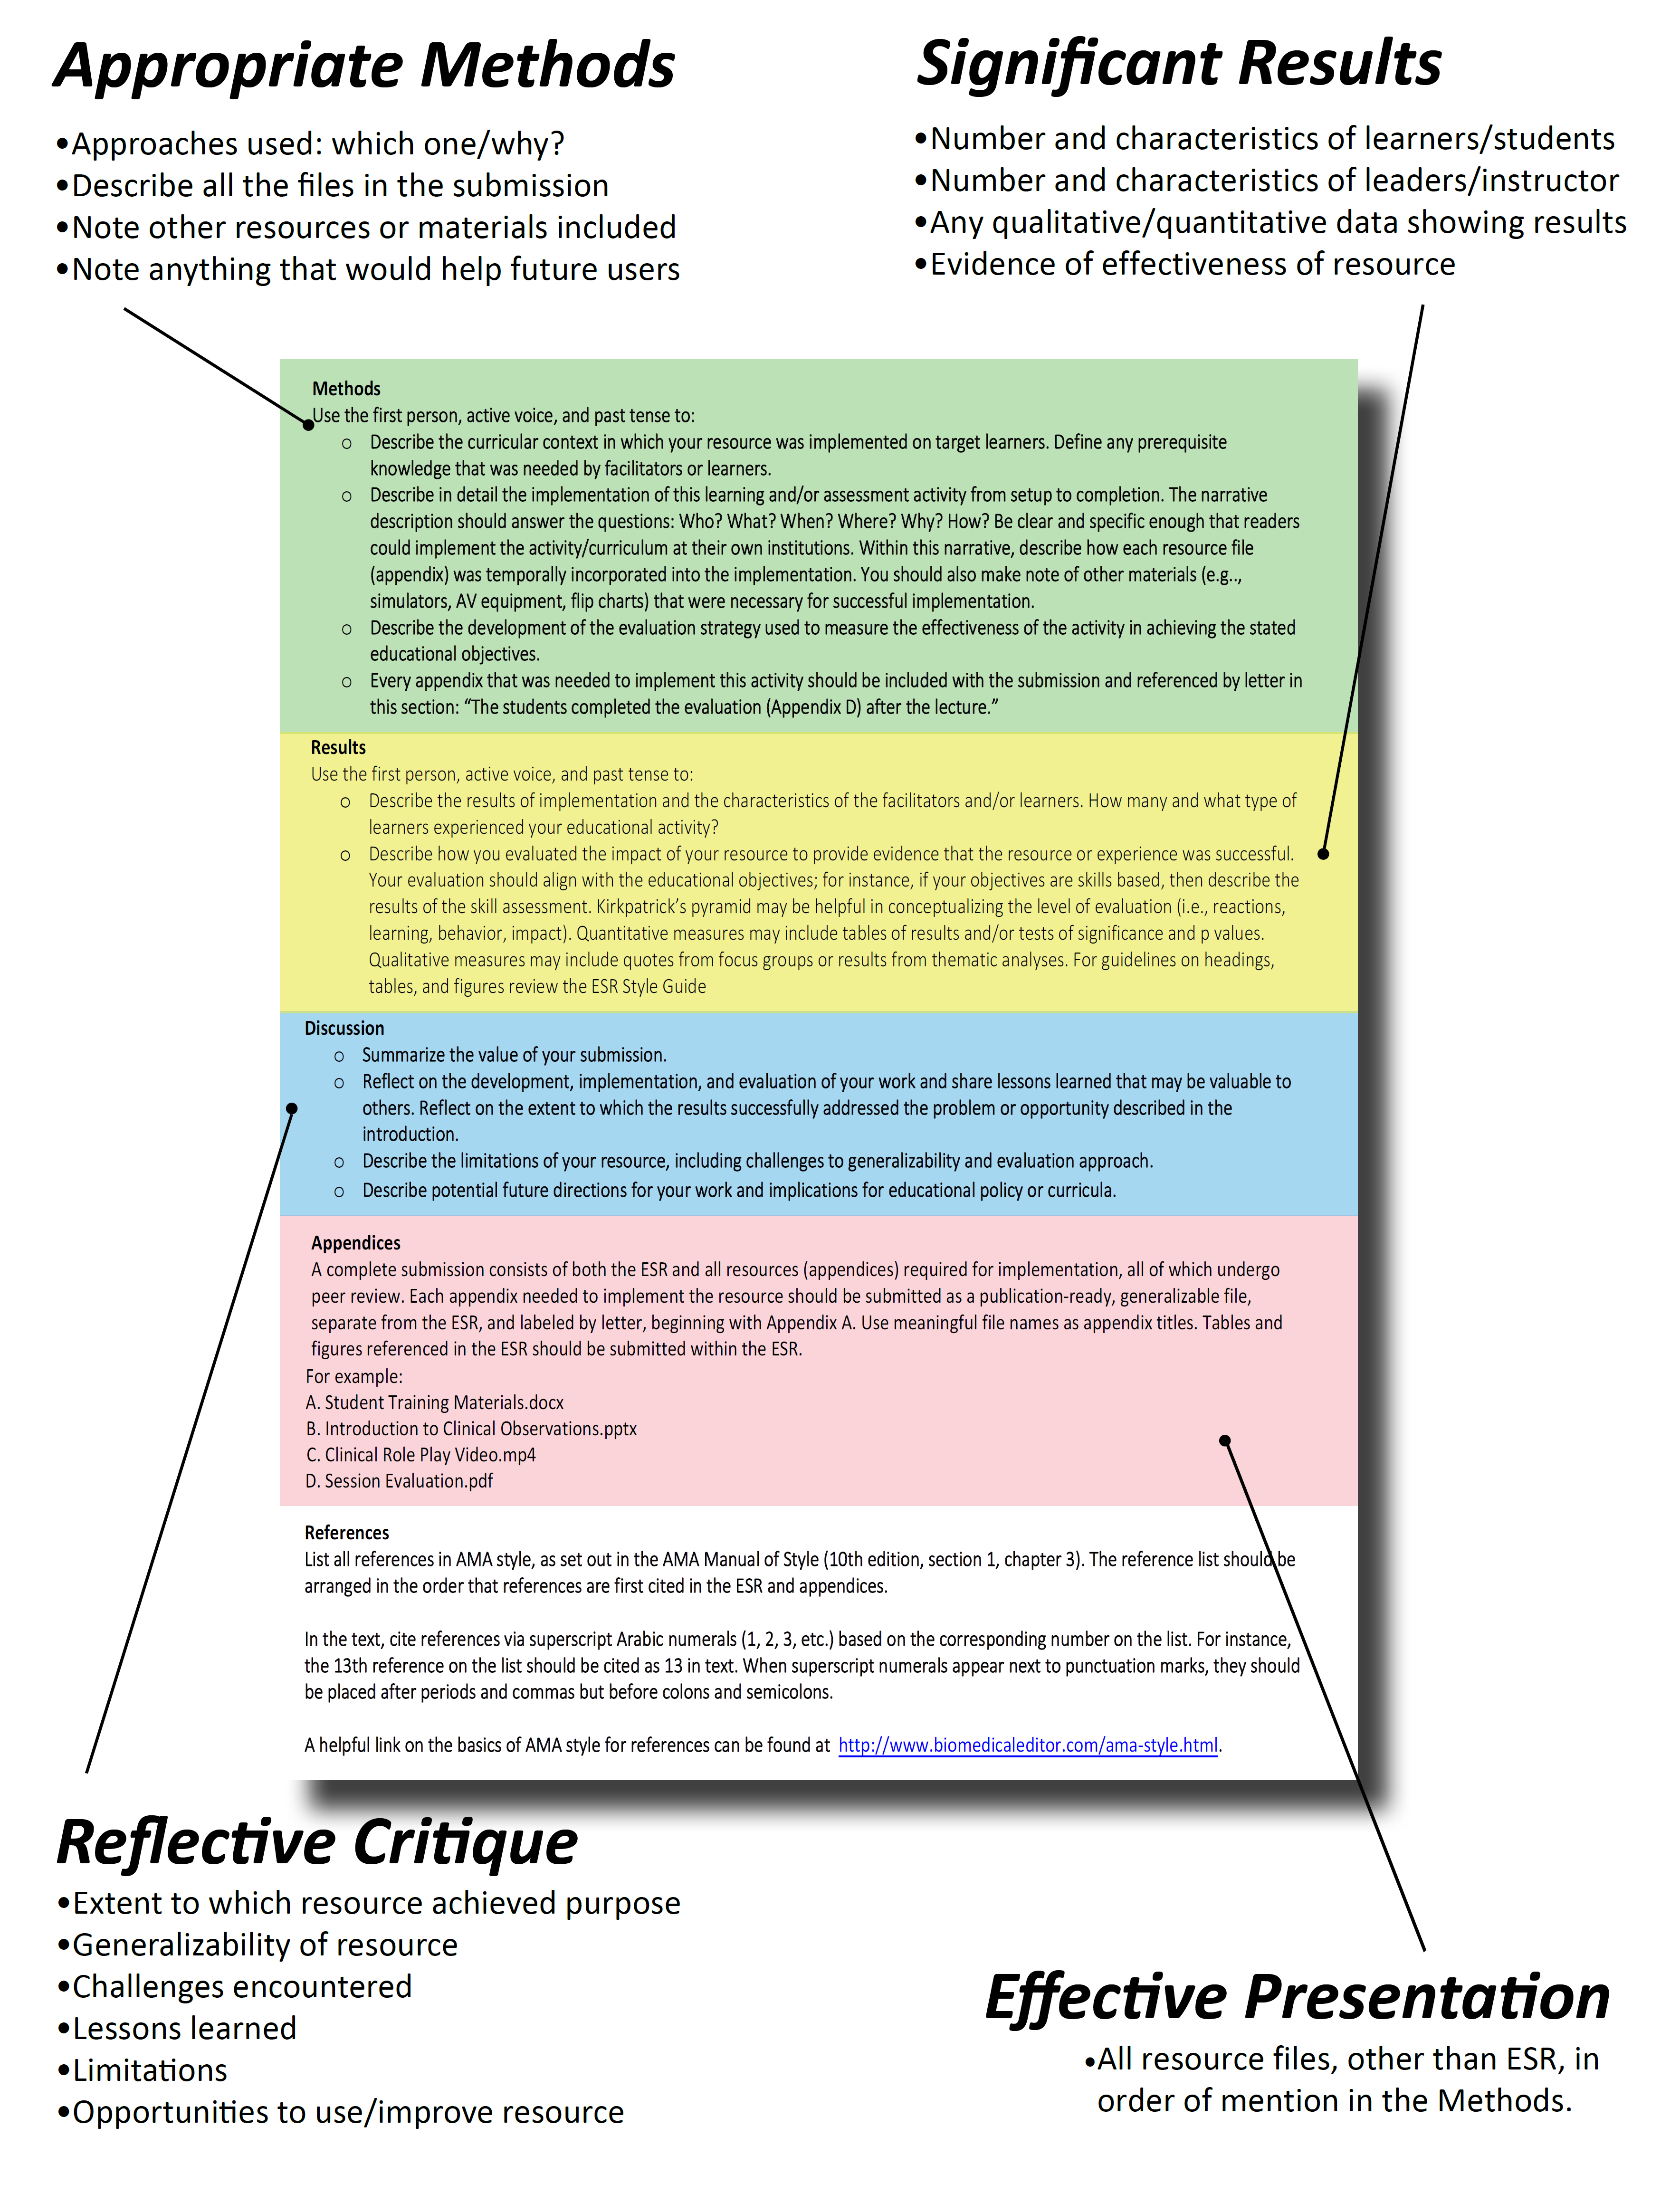 Appropriate Methods
•Approaches used: which one/why?
•Describe all the files in the submission
•Note other resources or materials included
•Note anything that would help future users
Significant Results
•Number and characteristics of learners/students
•Number and characteristics of leaders/instructor
•Any qualitative/quantitative data showing results
•Evidence of effectiveness of resource
Methods
Use the first person, active voice, and past tense to:
o Describe the curricular context in which your resource was implemented on target learners. Define any prerequisite
knowledge that was needed by facilitators or learners.
o Describe in detail the implementation of this learning and/or assessment activity from setup to completion. The narrative
description should answer the questions: Who? What? When? Where? Why? How? Be clear and specific enough that readers
could implement the activity/curriculum at their own institutions. Within this narrative, describe how each resource file
(appendix) was temporally incorporated into the implementation. You should also make note of other materials (e.g..,
simulators, AV equipment, flip charts) that were necessary for successful implementation.
o Describe the development of the evaluation strategy used to measure the effectiveness of the activity in achieving the stated
educational objectives.
o Every appendix that was needed to implement this activity should be included with the submission and referenced by letter in
this section: “The students completed the evaluation (Appendix D) after the lecture.”
Results
Use the first person, active voice, and past tense to:
o Describe the results of implementation and the characteristics of the facilitators and/or learners. How many and what type of
learners experienced your educational activity?
o Describe how you evaluated the impact of your resource to provide evidence that the resource or experience was successful.
Your evaluation should align with the educational objectives; for instance, if your objectives are skills based, then describe the
results of the skill assessment. Kirkpatrick’s pyramid may be helpful in conceptualizing the level of evaluation (i.e., reactions,
learning, behavior, impact). Quantitative measures may include tables of results and/or tests of significance and p values.
Qualitative measures may include quotes from focus groups or results from thematic analyses. For guidelines on headings,
tables, and figures review the ESR Style Guide
Discussion
o Summarize the value of your submission.
o Reflect on the development, implementation, and evaluation of your work and share lessons learned that may be valuable to
others. Reflect on the extent to which the results successfully addressed the problem or opportunity described in the
introduction.
o Describe the limitations of your resource, including challenges to generalizability and evaluation approach.
o Describe potential future directions for your work and implications for educational policy or curricula.
Appendices
A complete submission consists of both the ESR and all resources (appendices) required for implementation, all of which undergo
peer review. Each appendix needed to implement the resource should be submitted as a publication-ready, generalizable file,
separate from the ESR, and labeled by letter, beginning with Appendix A. Use meaningful file names as appendix titles. Tables and
figures referenced in the ESR should be submitted within the ESR.
For example:
A. Student Training Materials.docx
B. Introduction to Clinical Observations.pptx
C. Clinical Role Play Video.mp4
D. Session Evaluation.pdf
References
List all references in AMA style, as set out in the AMA Manual of Style (10th edition, section 1, chapter 3). The reference list should be
arranged in the order that references are first cited in the ESR and appendices.
In the text, cite references via superscript Arabic numerals (1, 2, 3, etc.) based on the corresponding number on the list. For instance,
the 13th reference on the list should be cited as 13 in text. When superscript numerals appear next to punctuation marks, they should
be placed after periods and commas but before colons and semicolons.
A helpful link on the basics of AMA style for references can be found at http://www.biomedicaleditor.com/ama-style.html.
Reflective Critique
•Extent to which resource achieved purpose
•Generalizability of resource
•Challenges encountered
•Lessons learned
•Limitations
•Opportunities to use/improve resource
Effective Presentation
•All resource files, other than ESR, in
order of mention in the Methods.